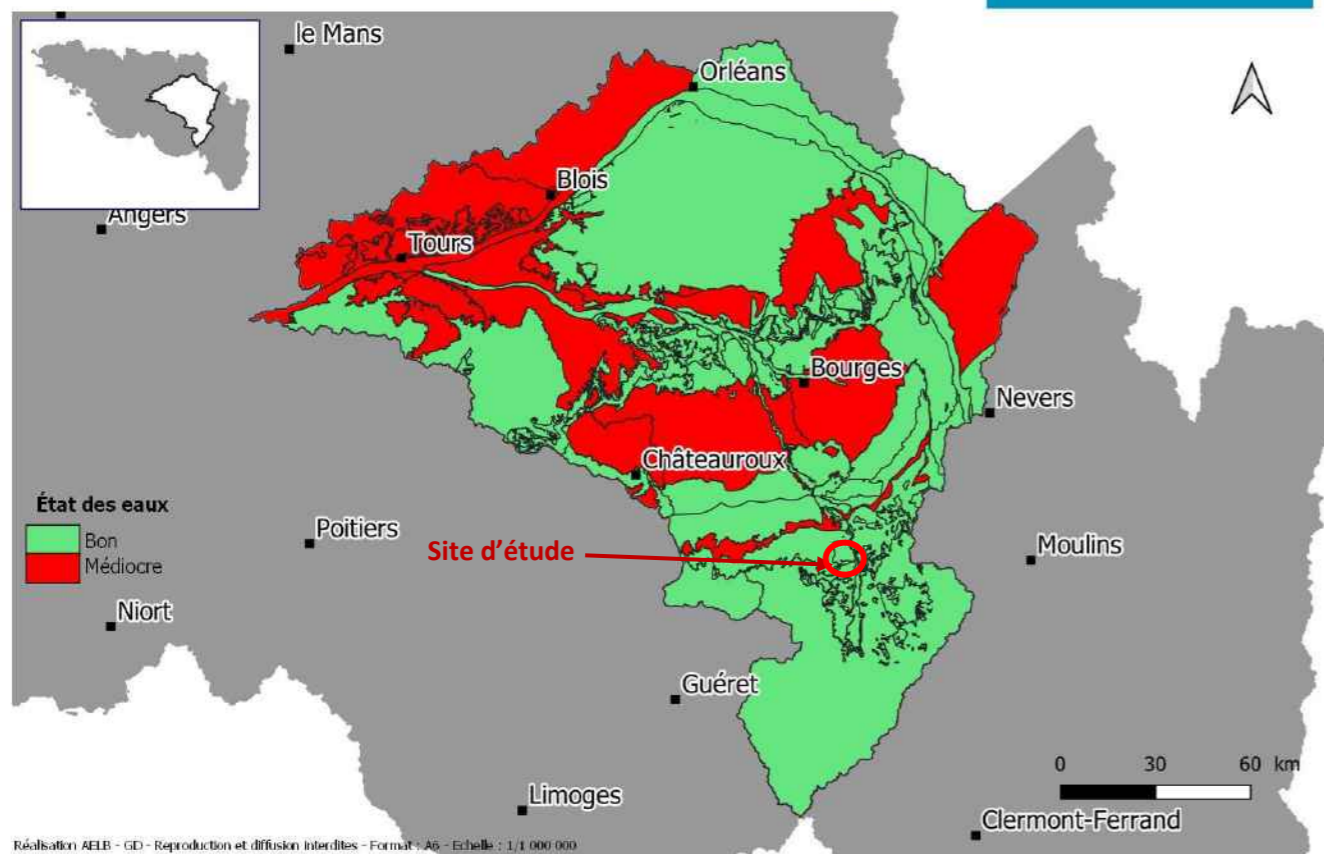 le Mans
Orléans
Angers
Blois
Tours
Bourges
Nevers
Châteauroux
État des eaux
Bon
Médiocre
Poitiers
Site d'étude
Moulins
Niort
Guéret
0 30 60 km
Limoges
Clermont-Ferrand
Réalisation AELB - GD - Reproduction et diffusion interdites - Format : A6 - Echelle : 1/1 000 000